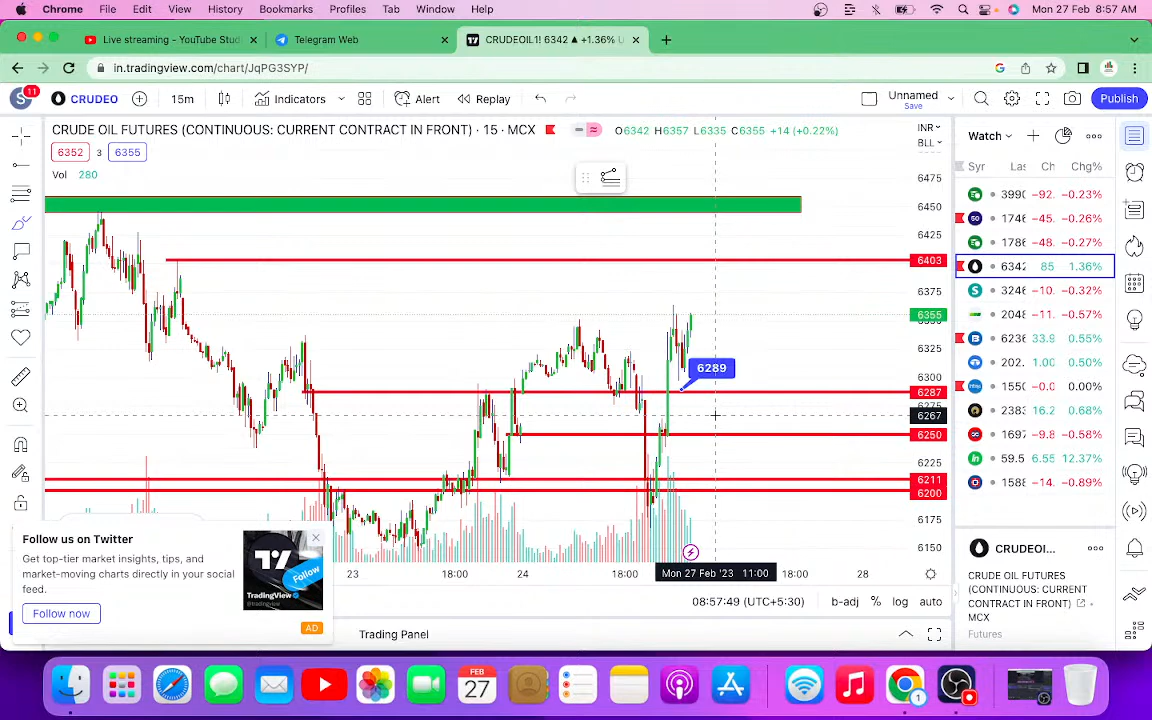 Chrome File Edit View History Bookmarks Profiles Tab Window Help Mon 27 Feb 8:57 AM
Live streaming - YouTube Stud
Telegram Web
CRUDEOIL1! 6342 ▲ +1.36% U
in.tradingview.com/chart/JqPG3SYP/
S 11 CRUDEO 15m Indicators Alert Replay Unnamed Save Publish
CRUDE OIL FUTURES (CONTINUOUS: CURRENT CONTRACT IN FRONT) · 15 · MCX O6342 H6357 L6335 C6355 +14 (+0.22%)
6352 3 6355
Vol 280
INR
BLL
6475
6450
6425
6403
6375
6355
6325
6300
6287
6267
6250
6225
6211
6200
6175
6150
6289
23 18:00 24 18:00 Mon 27 Feb '23 11:00 18:00 28
08:57:49 (UTC+5:30) b-adj % log auto
Trading Panel
Watch
Syr Las Ch Chg%
3990 −92. −0.23%
50 1746 −45. −0.26%
1786 −48. −0.27%
6342 85 1.36%
3246 −10. −0.32%
2048 −11. −0.57%
6236 33.9 0.55%
202. 1.00 0.50%
1550 −0.0 0.00%
2383 16.2 0.68%
1697 −9.8 −0.58%
59.5 6.55 12.37%
1588 −14. −0.89%
CRUDEOI...
CRUDE OIL FUTURES
(CONTINUOUS: CURRENT
CONTRACT IN FRONT)
MCX
Futures
Follow us on Twitter
Get top-tier market insights, tips, and
market-moving charts directly in your social
feed.
Follow now
Follow
TradingView
@tradingview
AD
FEB
27
1